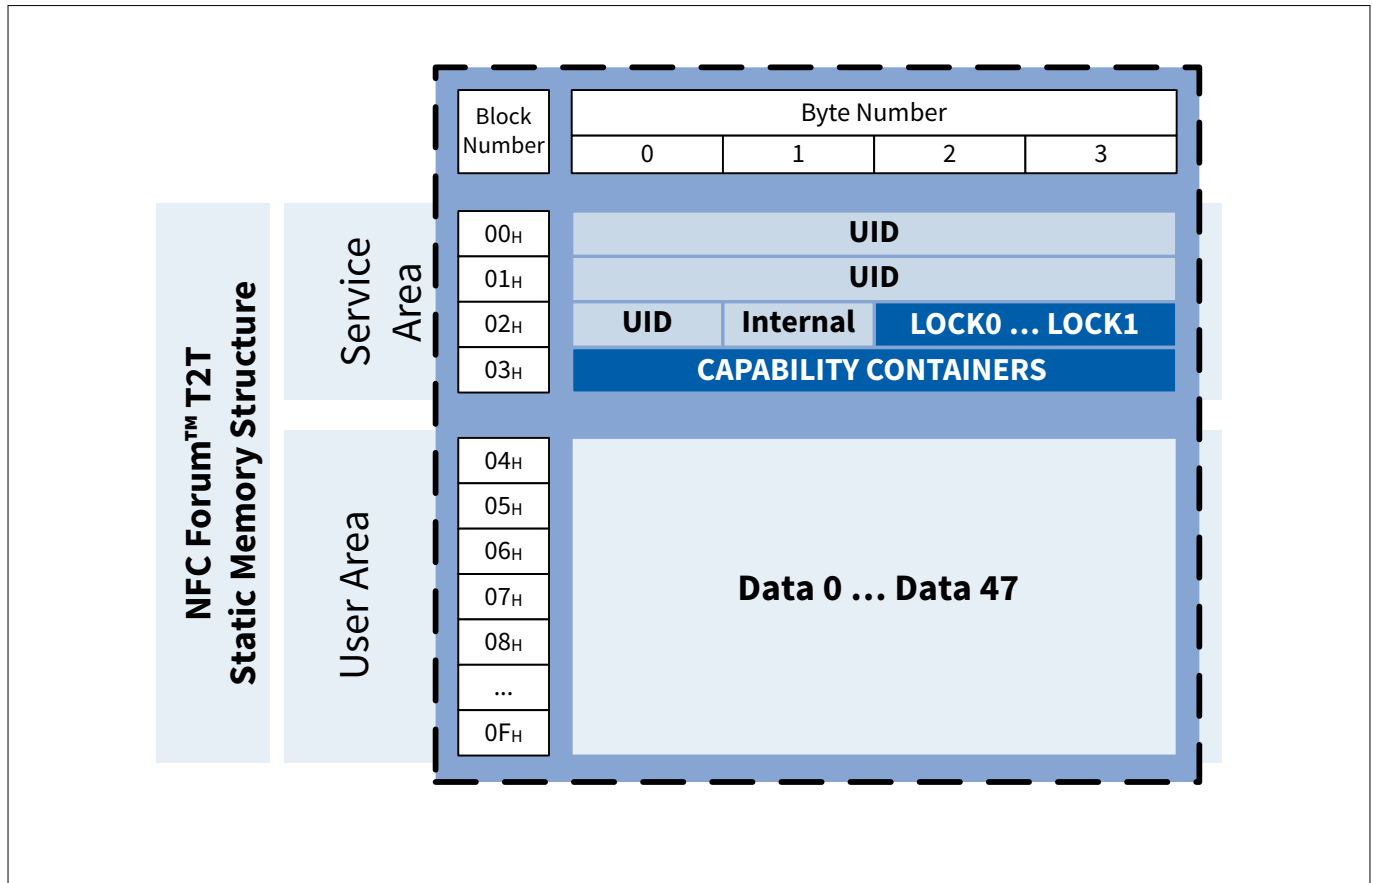 Block
Number
Byte Number
0 1 2 3
NFC Forum™ T2T
Static Memory Structure
Service
Area
00H UID
01H UID
02H UID Internal LOCK0 ... LOCK1
03H CAPABILITY CONTAINERS
User Area
04H
05H
06H
07H
08H
...
0FH
Data 0 ... Data 47